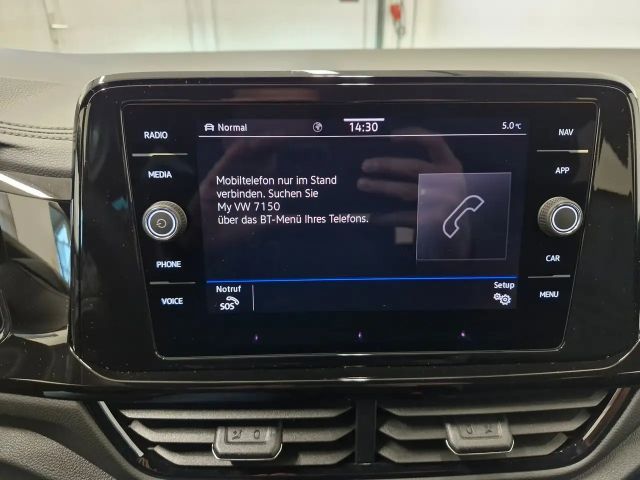 RADIO
MEDIA
PHONE
VOICE
Normal 14:30 5.0°C
Mobiltelefon nur im Stand
verbinden. Suchen Sie
My VW 7150
über das BT-Menü Ihres Telefons.
Notruf Setup
SOS
NAV
APP
CAR
MENU